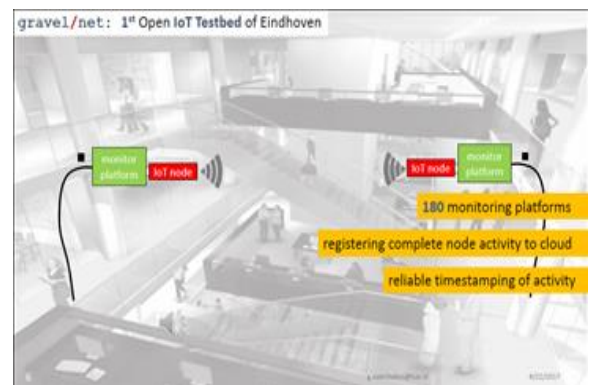 gravel/net: 1st Open IoT Testbed of Eindhoven
monitor
platform
IoT node
IoT node
monitor
platform
180 monitoring platforms
registering complete node activity to cloud
reliable timestamping of activity